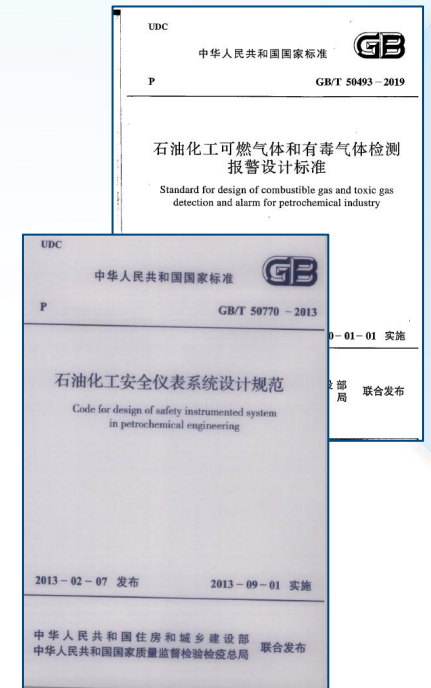 UDC
中华人民共和国国家标准
GB
P
GB/T 50493-2019
石油化工可燃气体和有毒气体检测
报警设计标准
Standard for design of combustible gas and toxic gas
detection and alarm for petrochemical industry
0-01-01 实施
部
局
联合发布
UDC
中华人民共和国国家标准
GB
P
GB/T 50770-2013
石油化工安全仪表系统设计规范
Code for design of safety instrumented system
in petrochemical engineering
2013-02-07 发布
2013-09-01 实施
中华人民共和国住房和城乡建设部
中华人民共和国国家质量监督检验检疫总局
联合发布